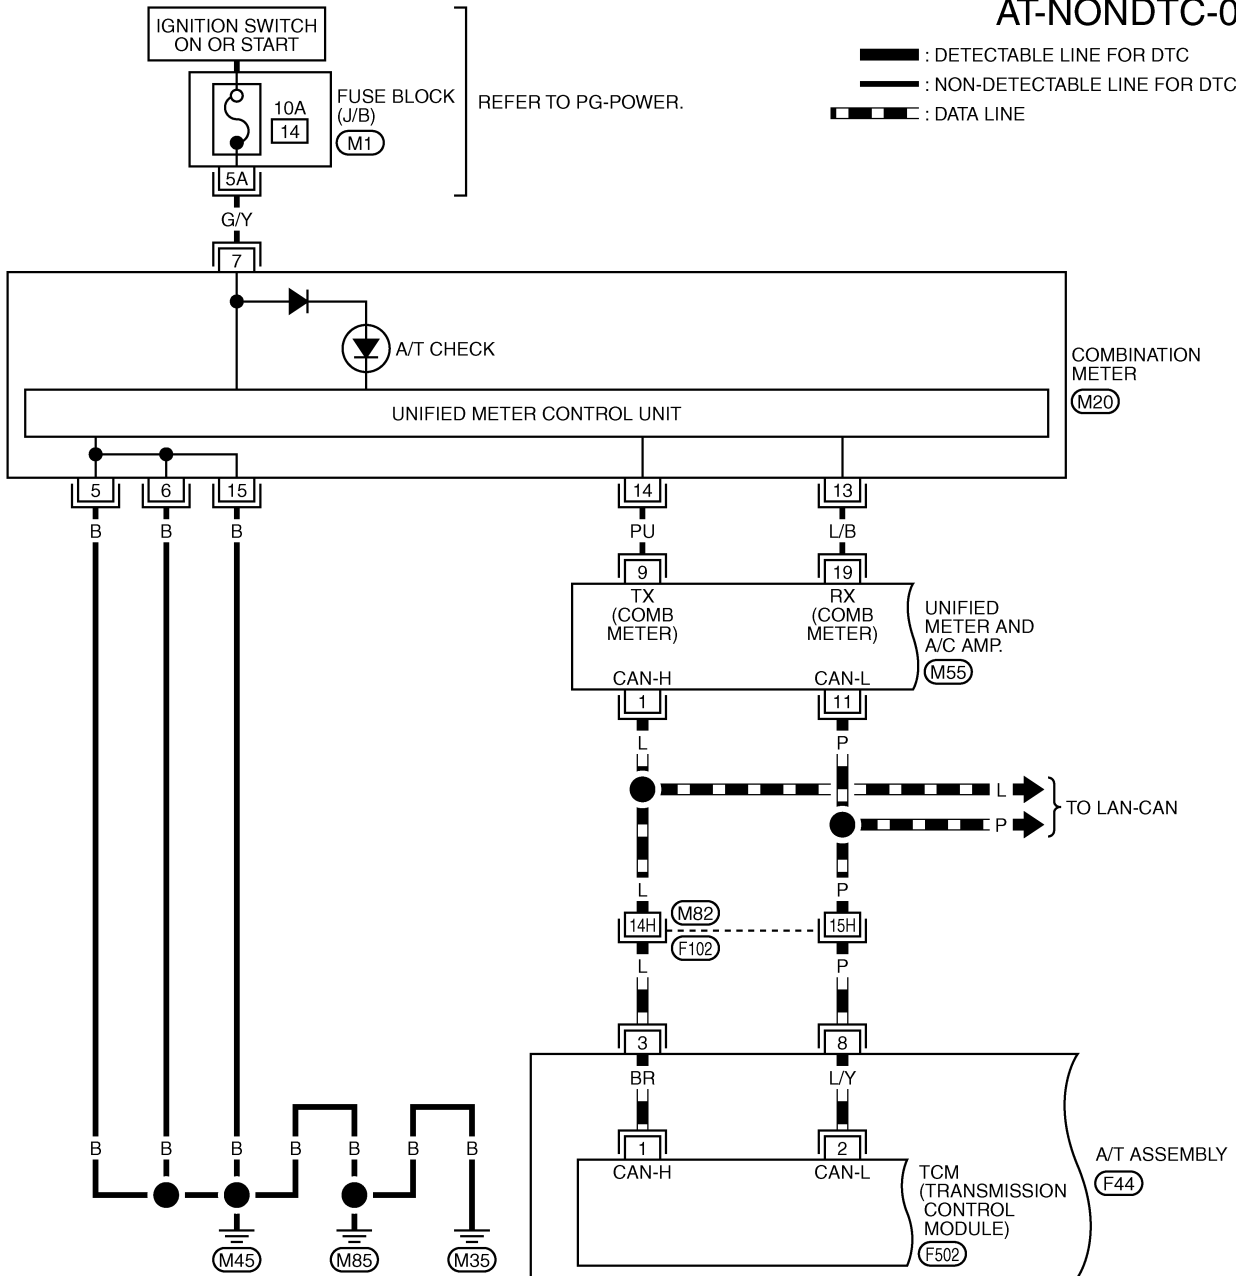 AT-NONDTC-0
IGNITION SWITCH
ON OR START
: DETECTABLE LINE FOR DTC
: NON-DETECTABLE LINE FOR DTC
: DATA LINE
10A
14
FUSE BLOCK
(J/B)
M1
REFER TO PG-POWER.
5A
G/Y
7
A/T CHECK
COMBINATION
METER
M20
UNIFIED METER CONTROL UNIT
5 6 15 14 13
B B B PU L/B
9 19
TX
(COMB
METER)
RX
(COMB
METER)
UNIFIED
METER AND
A/C AMP.
M55
CAN-H CAN-L
1 11
L P
L
P
TO LAN-CAN
L P
14H
M82
F102
15H
L P
3 8
BR L/Y
1 2
CAN-H CAN-L
TCM
(TRANSMISSION
CONTROL
MODULE)
F502
A/T ASSEMBLY
F44
B B B B B B B
M45 M85 M35